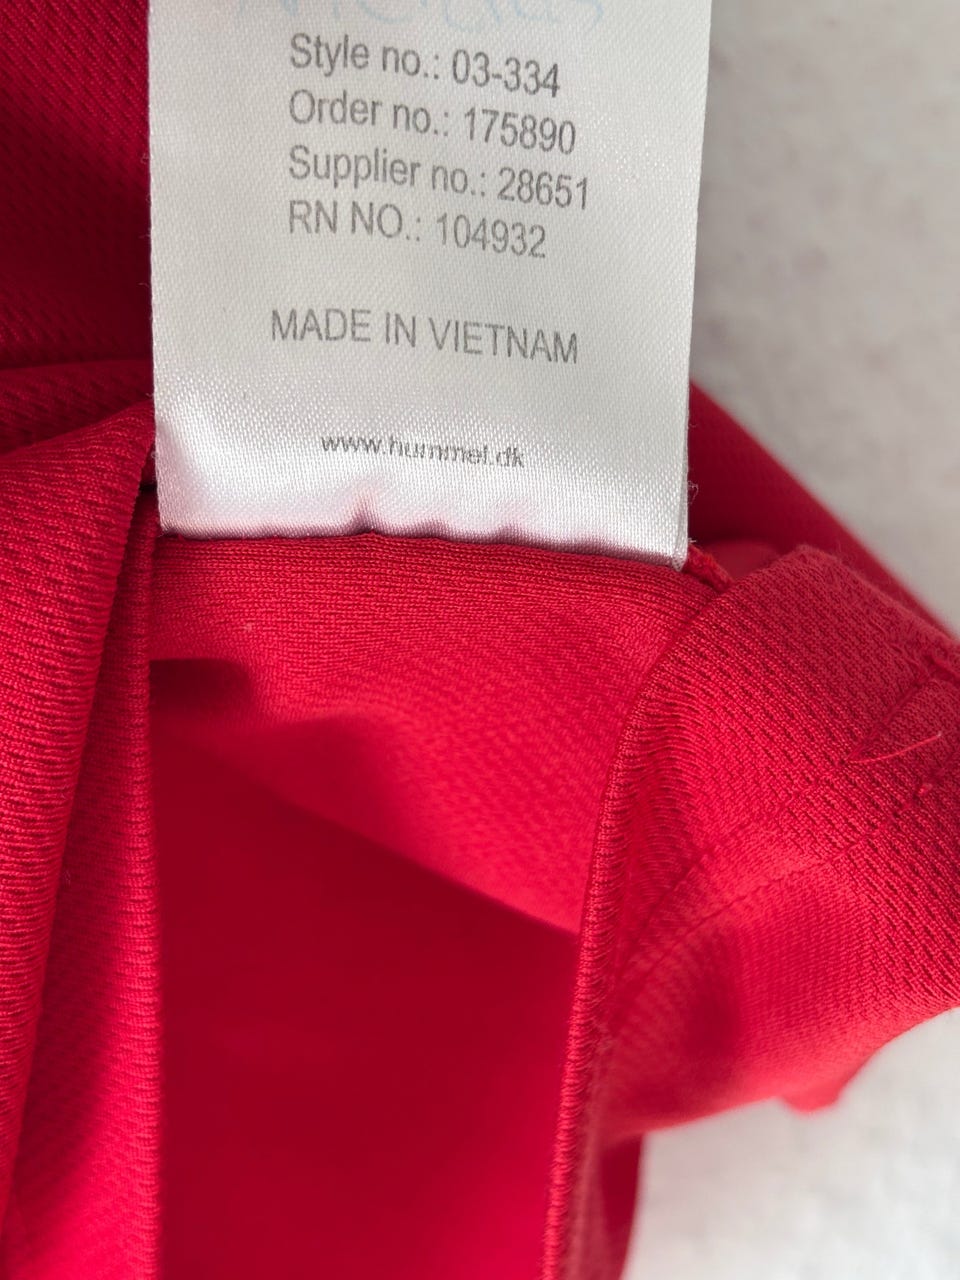 Style no.: 03-334
Order no.: 175890
Supplier no.: 28651
RN NO.: 104932
MADE IN VIETNAM
www.hummel.dk